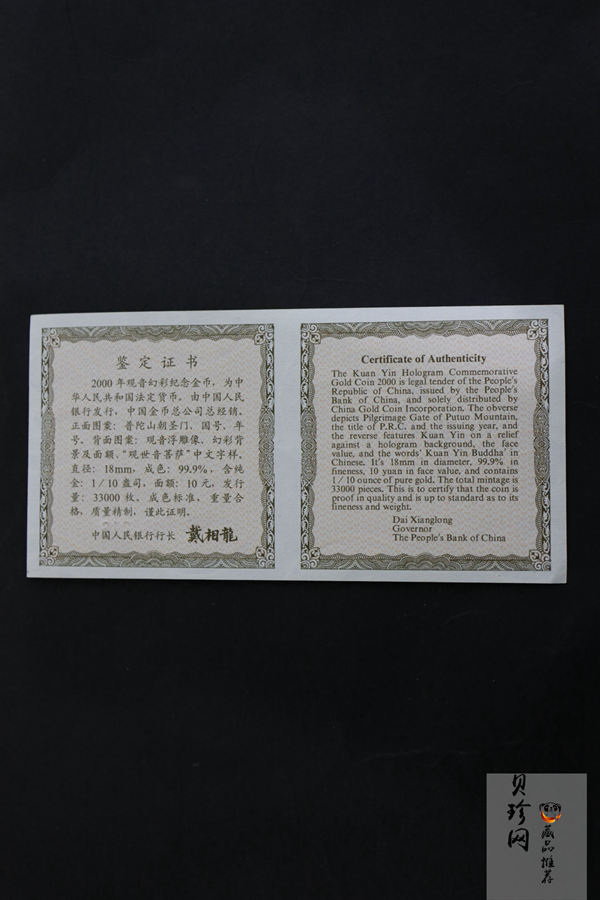 鉴定证书
2000年观音幻彩纪念金币，为中
华人民共和国法定货币，由中国人民
银行发行，中国金币总公司总经销。
正面图案：普陀山朝圣门、国号、年
号。背面图案：观音浮雕像、幻彩背
景及面额、“观世音菩萨”中文字样。
直径：18mm，成色：99.9%，含纯
金：1/10盎司，面额：10元，发行
量：33000枚。成色标准，重量合
格，质量精制，谨此证明。
中国人民银行行长 戴相龍
Certificate of Authenticity
The Kuan Yin Hologram Commemorative
Gold Coin 2000 is legal tender of the People's
Republic of China, issued by the People's
Bank of China, and solely distributed by
China Gold Coin Incorporation. The obverse
depicts Pilgrimage Gate of Putuo Mountain,
the title of P.R.C. and the issuing year, and
the reverse features Kuan Yin on a relief
against a hologram background, the face
value, and the words‘ Kuan Yin Buddha’ in
Chinese. It's 18mm in diameter, 99.9% in
fineness, 10 yuan in face value, and contains
1/10 ounce of pure gold. The total mintage is
33000 pieces. This is to certify that the coin is
proof in quality and is up to standard as to its
fineness and weight.
Dai Xianglong
Governor
The People's Bank of China
贝珍网
藏品推荐